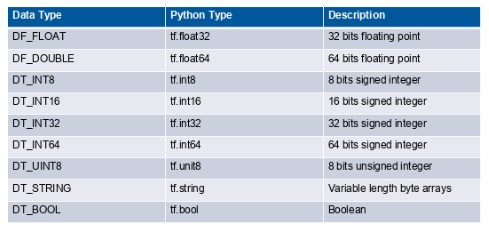 Data Type Python Type Description
DF_FLOAT tf.float32 32 bits floating point
DF_DOUBLE tf.float64 64 bits floating point
DT_INT8 tf.int8 8 bits signed integer
DT_INT16 tf.int16 16 bits signed integer
DT_INT32 tf.int32 32 bits signed integer
DT_INT64 tf.int64 64 bits signed integer
DT_UINT8 tf.unit8 8 bits unsigned integer
DT_STRING tf.string Variable length byte arrays
DT_BOOL tf.bool Boolean